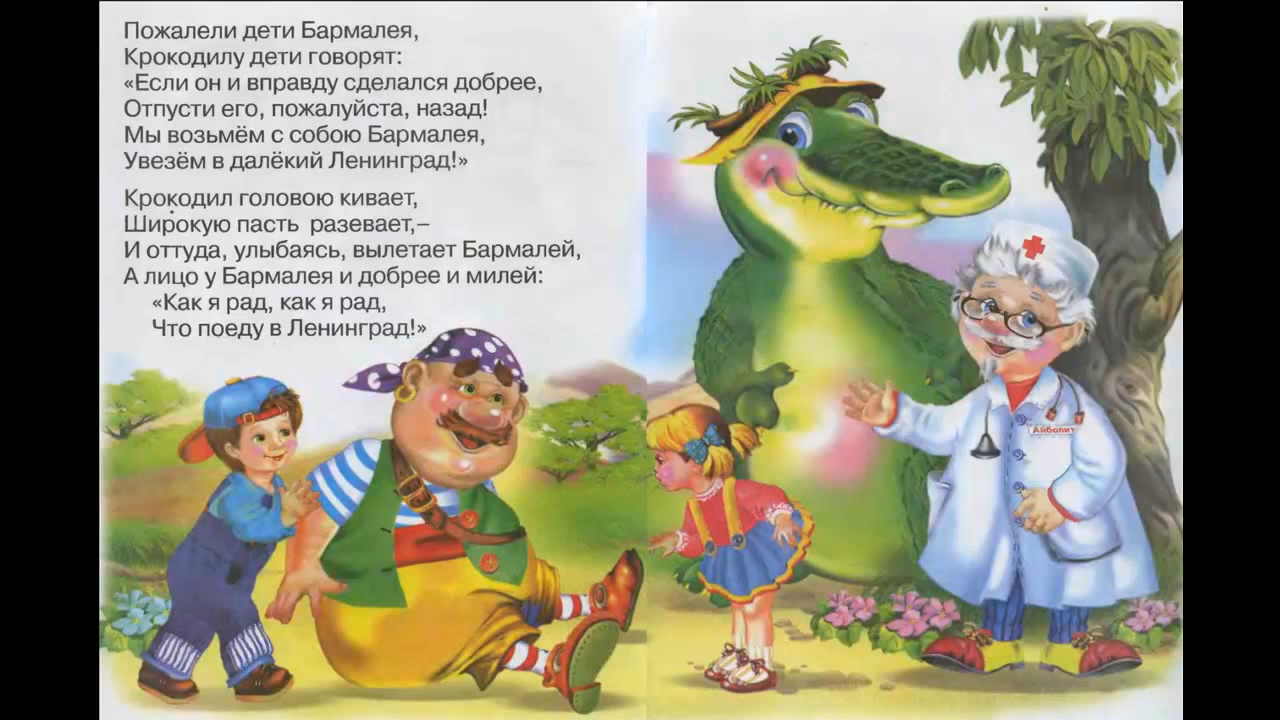 Пожалели дети Бармалея,
Крокодилу дети говорят:
«Если он и вправду сделался добрее,
Отпусти его, пожалуйста, назад!
Мы возьмём с собою Бармалея,
Увезём в далёкий Ленинград!»
Крокодил головою кивает,
Широкую пасть разевает,–
И оттуда, улыбаясь, вылетает Бармалей,
А лицо у Бармалея и добрее и милей:
«Как я рад, как я рад,
Что поеду в Ленинград!»
Айболит